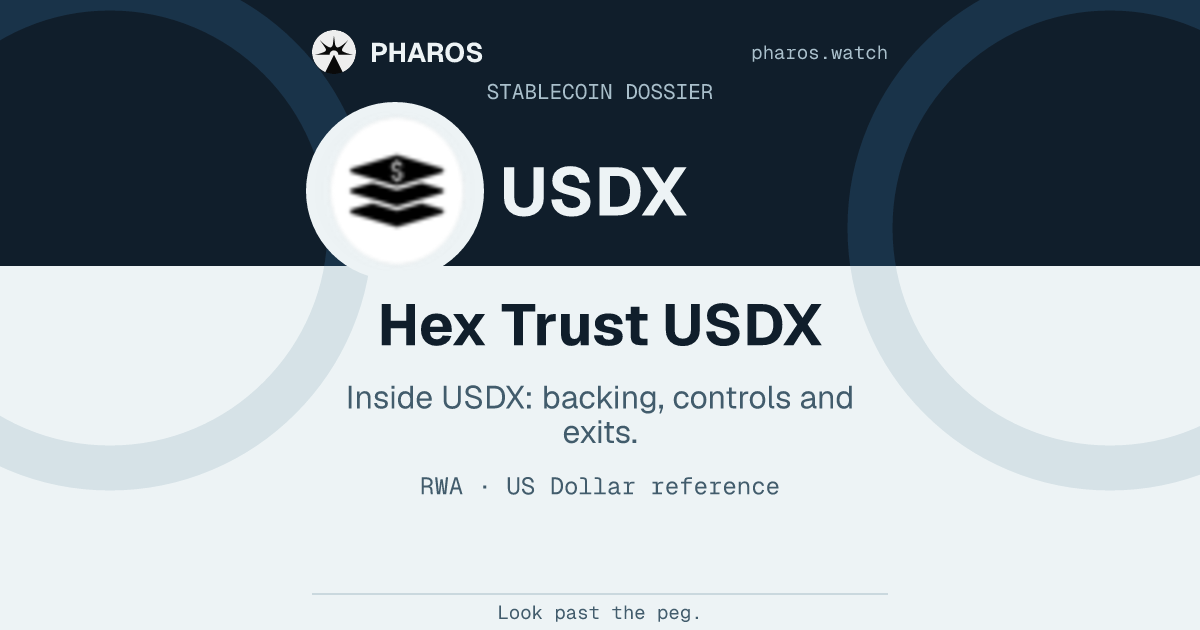 PHAROS
pharos.watch
STABLECOIN DOSSIER
$
USDX
Hex Trust USDX
Inside USDX: backing, controls and
exits.
RWA · US Dollar reference
Look past the peg.